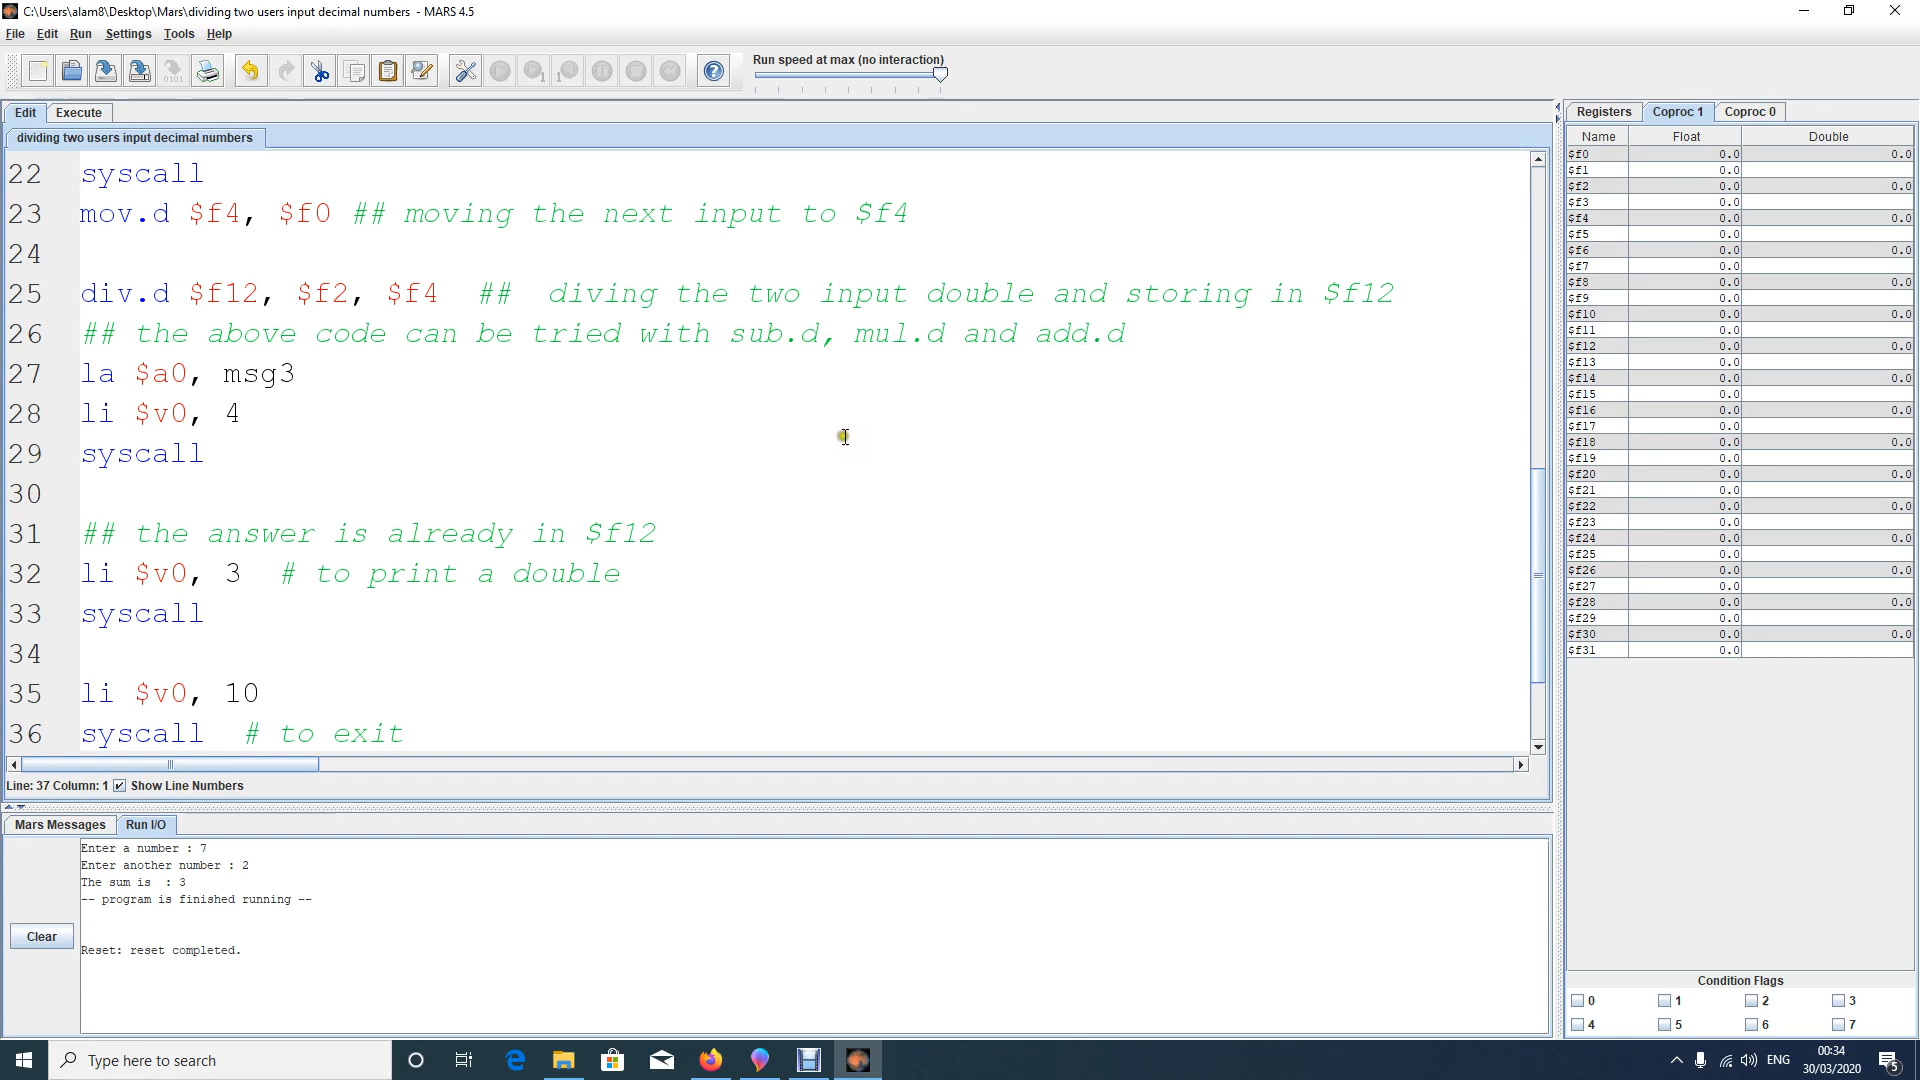 C:\Users\alam8\Desktop\Mars\dividing two users input decimal numbers - MARS 4.5
File Edit Run Settings Tools Help
Run speed at max (no interaction)
Edit Execute
dividing two users input decimal numbers
22 syscall
23 mov.d $f4, $f0 ## moving the next input to $f4
24
25 div.d $f12, $f2, $f4 ## diving the two input double and storing in $f12
26 ## the above code can be tried with sub.d, mul.d and add.d
27 la $a0, msg3
28 li $v0, 4
29 syscall
30
31 ## the answer is already in $f12
32 li $v0, 3 # to print a double
33 syscall
34
35 li $v0, 10
36 syscall # to exit
Line: 37 Column: 1 Show Line Numbers
Mars Messages Run I/O
Enter a number : 7
Enter another number : 2
The sum is : 3
-- program is finished running --
Reset: reset completed.
Clear
Registers Coproc 1 Coproc 0
Name Float Double
$f0 0.0 0.0
$f1 0.0
$f2 0.0 0.0
$f3 0.0
$f4 0.0 0.0
$f5 0.0
$f6 0.0 0.0
$f7 0.0
$f8 0.0 0.0
$f9 0.0
$f10 0.0 0.0
$f11 0.0
$f12 0.0 0.0
$f13 0.0
$f14 0.0 0.0
$f15 0.0
$f16 0.0 0.0
$f17 0.0
$f18 0.0 0.0
$f19 0.0
$f20 0.0 0.0
$f21 0.0
$f22 0.0 0.0
$f23 0.0
$f24 0.0 0.0
$f25 0.0
$f26 0.0 0.0
$f27 0.0
$f28 0.0 0.0
$f29 0.0
$f30 0.0 0.0
$f31 0.0
Condition Flags
0 1 2 3
4 5 6 7
Type here to search
ENG
00:34
30/03/2020
5